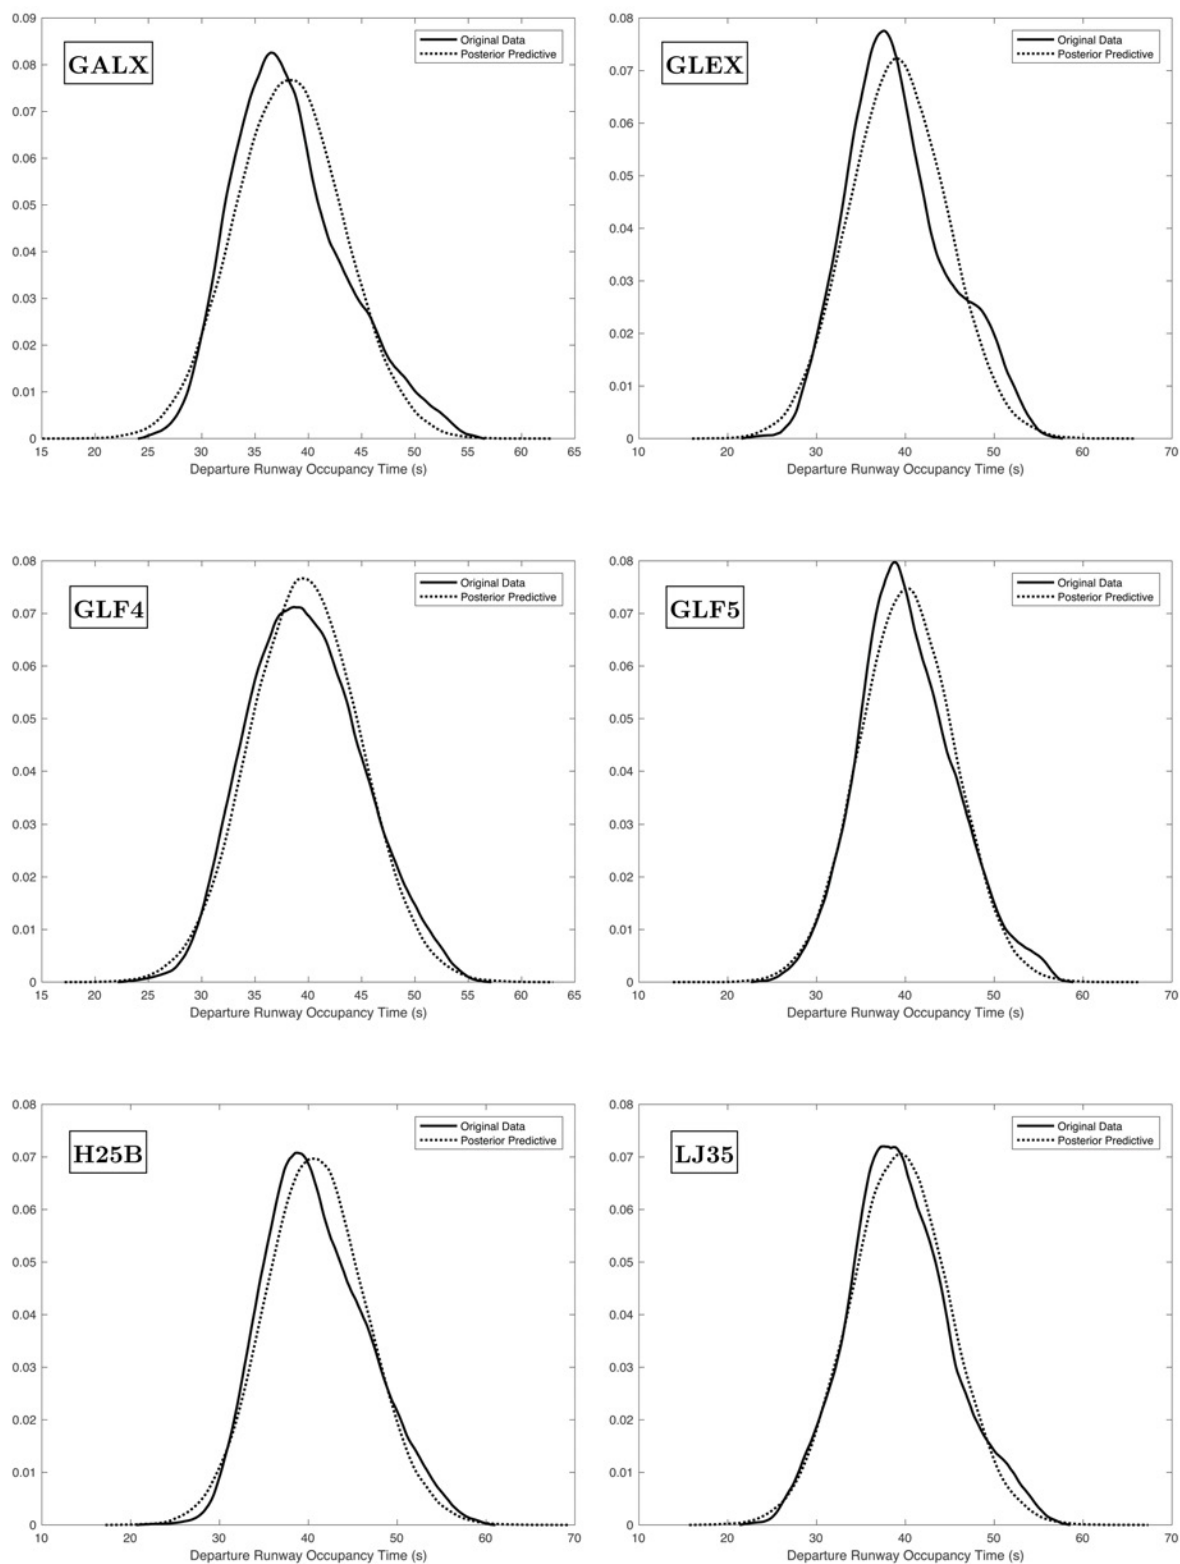 GALX
Original Data
Posterior Predictive
0.09
0.08
0.07
0.06
0.05
0.04
0.03
0.02
0.01
0
15 20 25 30 35 40 45 50 55 60 65
Departure Runway Occupancy Time (s)
GLEX
Original Data
Posterior Predictive
0.08
0.07
0.06
0.05
0.04
0.03
0.02
0.01
0
10 20 30 40 50 60 70
Departure Runway Occupancy Time (s)
GLF4
Original Data
Posterior Predictive
0.08
0.07
0.06
0.05
0.04
0.03
0.02
0.01
0
15 20 25 30 35 40 45 50 55 60 65
Departure Runway Occupancy Time (s)
GLF5
Original Data
Posterior Predictive
0.08
0.07
0.06
0.05
0.04
0.03
0.02
0.01
0
10 20 30 40 50 60 70
Departure Runway Occupancy Time (s)
H25B
Original Data
Posterior Predictive
0.08
0.07
0.06
0.05
0.04
0.03
0.02
0.01
0
10 20 30 40 50 60 70
Departure Runway Occupancy Time (s)
LJ35
Original Data
Posterior Predictive
0.08
0.07
0.06
0.05
0.04
0.03
0.02
0.01
0
10 20 30 40 50 60 70
Departure Runway Occupancy Time (s)